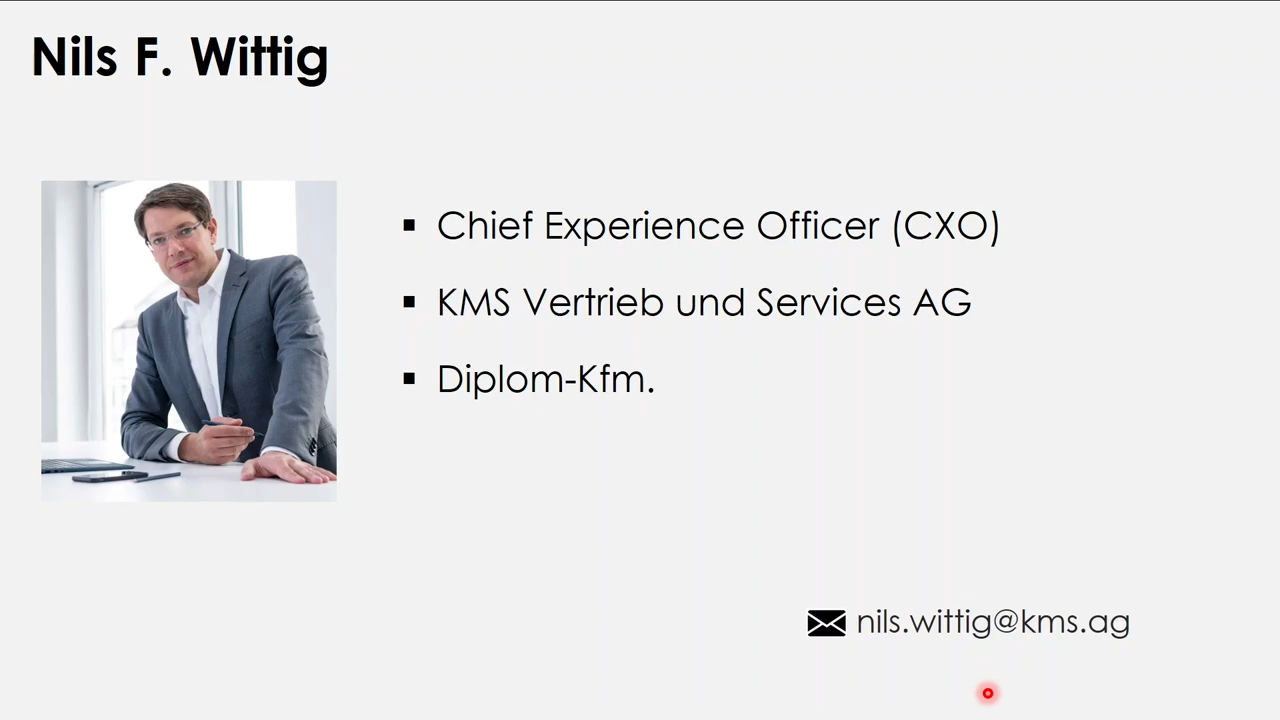 Nils F. Wittig
▪ Chief Experience Officer (CXO)
▪ KMS Vertrieb und Services AG
▪ Diplom-Kfm.
nils.wittig@kms.ag